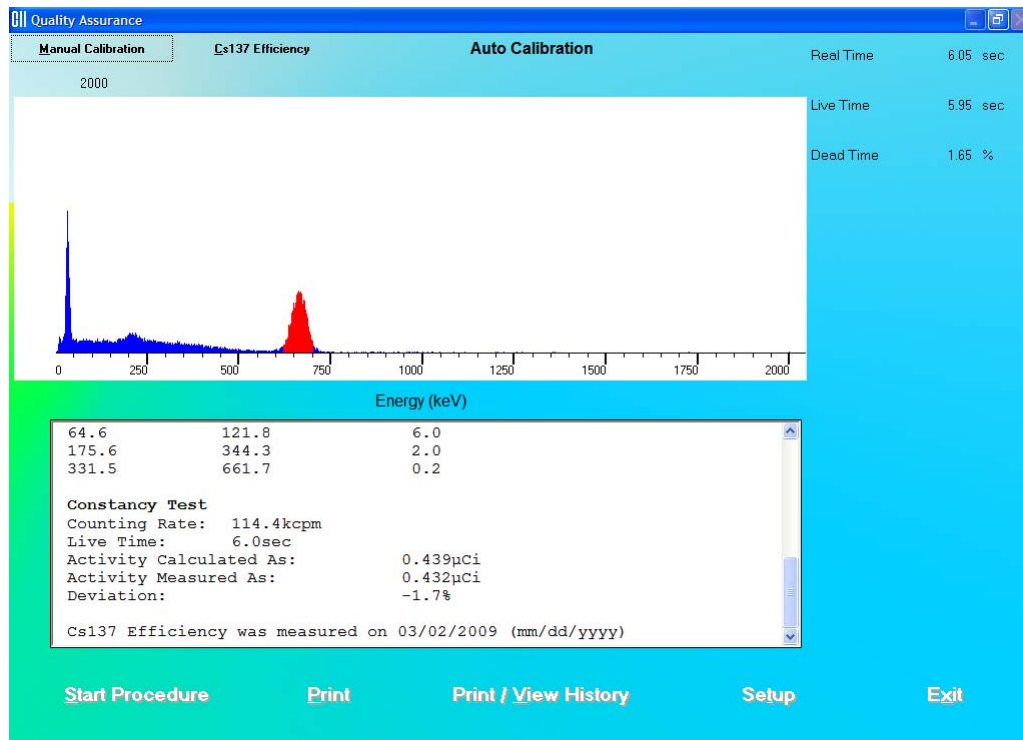 Quality Assurance
Manual Calibration Cs137 Efficiency Auto Calibration
Real Time 6.05 sec
2000
Live Time 5.95 sec
Dead Time 1.65 %
0 250 500 750 1000 1250 1500 1750 2000
Energy (keV)
64.6 121.8 6.0
175.6 344.3 2.0
331.5 661.7 0.2
Constancy Test
Counting Rate: 114.4kcpm
Live Time: 6.0sec
Activity Calculated As: 0.439µCi
Activity Measured As: 0.432µCi
Deviation: -1.7%
Cs137 Efficiency was measured on 03/02/2009 (mm/dd/yyyy)
Start Procedure Print Print / View History Setup Exit